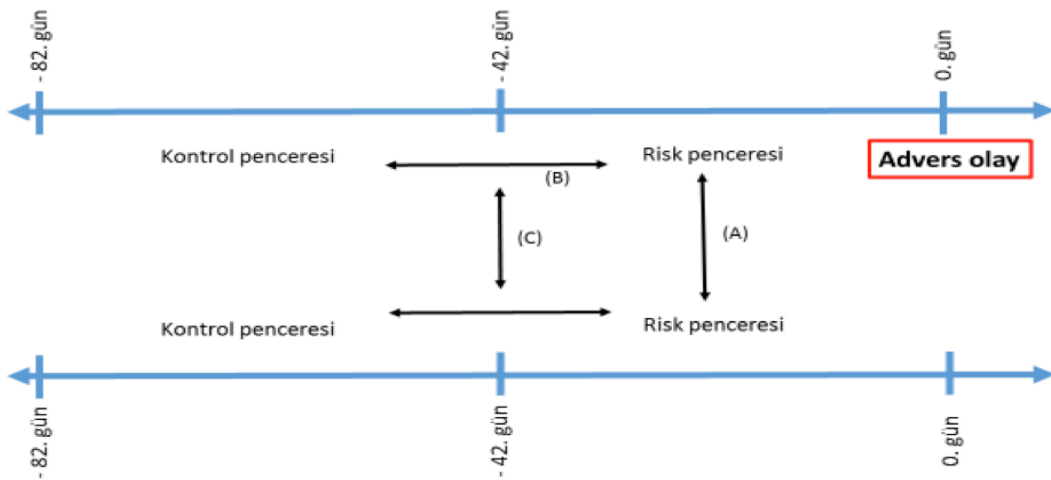 - 82. gün
- 42. gün
0. gün
Kontrol penceresi
Risk penceresi
Advers olay
(B)
(C)
(A)
Kontrol penceresi
Risk penceresi
- 82. gün
- 42. gün
0. gün